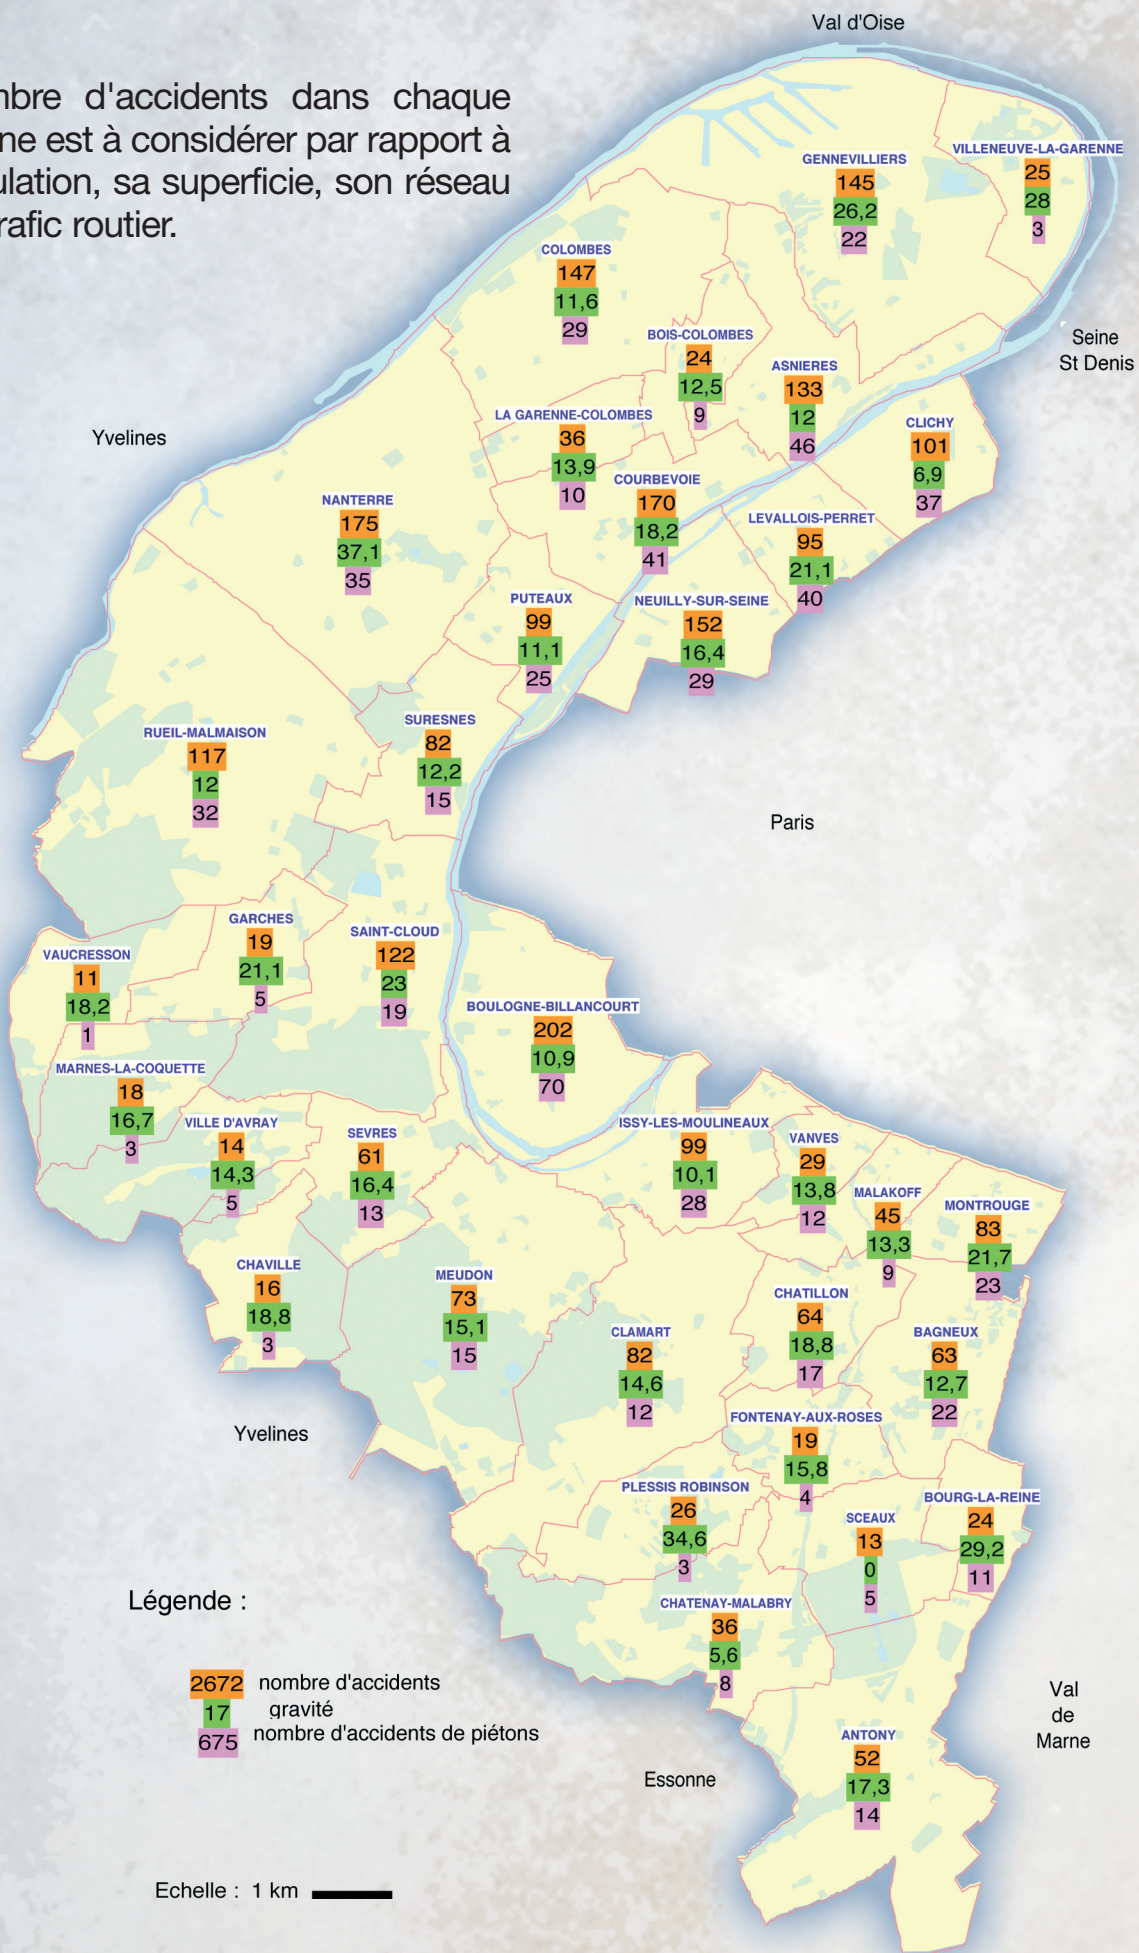 Val d'Oise
d'accidents dans chaque
est à considérer par rapport à
sa superficie, son réseau
routier.
VILLENEUVE-LA-GARENNE
25
28
3
GENNEVILLIERS
145
26,2
22
COLOMBES
147
11,6
29
Seine
St Denis
BOIS-COLOMBES
24
12,5
9
ASNIERES
133
12
46
LA GARENNE-COLOMBES
36
13,9
10
CLICHY
101
6,9
37
Yvelines
COURBEVOIE
170
18,2
41
NANTERRE
175
37,1
35
LEVALLOIS-PERRET
95
21,1
40
PUTEAUX
99
11,1
25
NEUILLY-SUR-SEINE
152
16,4
29
SURESNES
82
12,2
15
RUEIL-MALMAISON
117
12
32
Paris
GARCHES
19
21,1
5
SAINT-CLOUD
122
23
19
VAUCRESSON
11
18,2
1
BOULOGNE-BILLANCOURT
202
10,9
70
MARNES-LA-COQUETTE
18
16,7
3
VILLE D'AVRAY
14
14,3
5
SEVRES
61
16,4
13
ISSY-LES-MOULINEAUX
99
10,1
28
VANVES
29
13,8
12
MALAKOFF
45
13,3
9
MONTROUGE
83
21,7
23
CHAVILLE
16
18,8
3
MEUDON
73
15,1
15
CHATILLON
64
18,8
17
CLAMART
82
14,6
12
BAGNEUX
63
12,7
22
Yvelines
FONTENAY-AUX-ROSES
19
15,8
4
PLESSIS ROBINSON
26
34,6
3
BOURG-LA-REINE
24
29,2
11
SCEAUX
13
0
5
CHATENAY-MALABRY
36
5,6
8
Légende :
2672 nombre d'accidents
17 gravité
675 nombre d'accidents de piétons
Val
de
Marne
ANTONY
52
17,3
14
Essonne
Echelle : 1 km